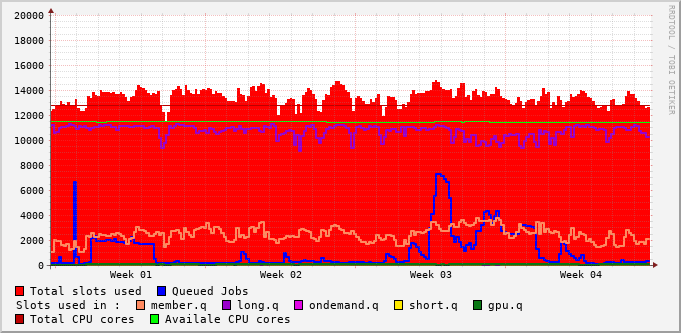 20000
18000
16000
14000
12000
10000
8000
6000
4000
2000
0
Week 01 Week 02 Week 03 Week 04
RRDTOOL / TOBI OETIKER
Total slots used Queued Jobs
Slots used in : member.q long.q ondemand.q short.q gpu.q
Total CPU cores Availale CPU cores